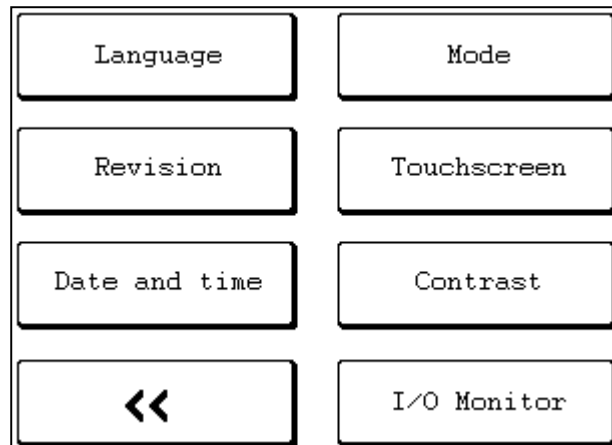 Language
Mode
Revision
Touchscreen
Date and time
Contrast
<<
I/O Monitor